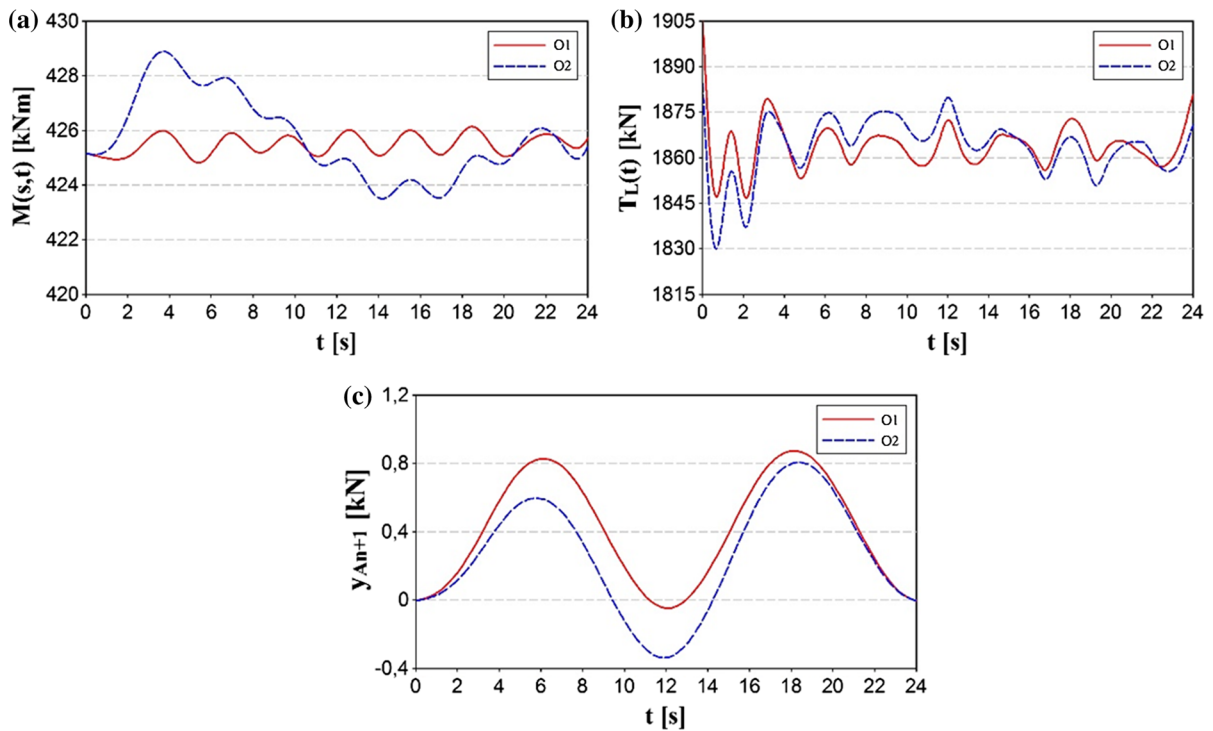 (a)
430
428
426
424
422
420
M(s,t) [kNm]
O1
O2
0 2 4 6 8 10 12 14 16 18 20 22 24
t [s]
(b)
1905
1890
1875
1860
1845
1830
1815
TL(t) [kN]
O1
O2
0 2 4 6 8 10 12 14 16 18 20 22 24
t [s]
(c)
1,2
0.8
0.4
0
-0,4
yAn+1 [kN]
O1
O2
0 2 4 6 8 10 12 14 16 18 20 22 24
t [s]